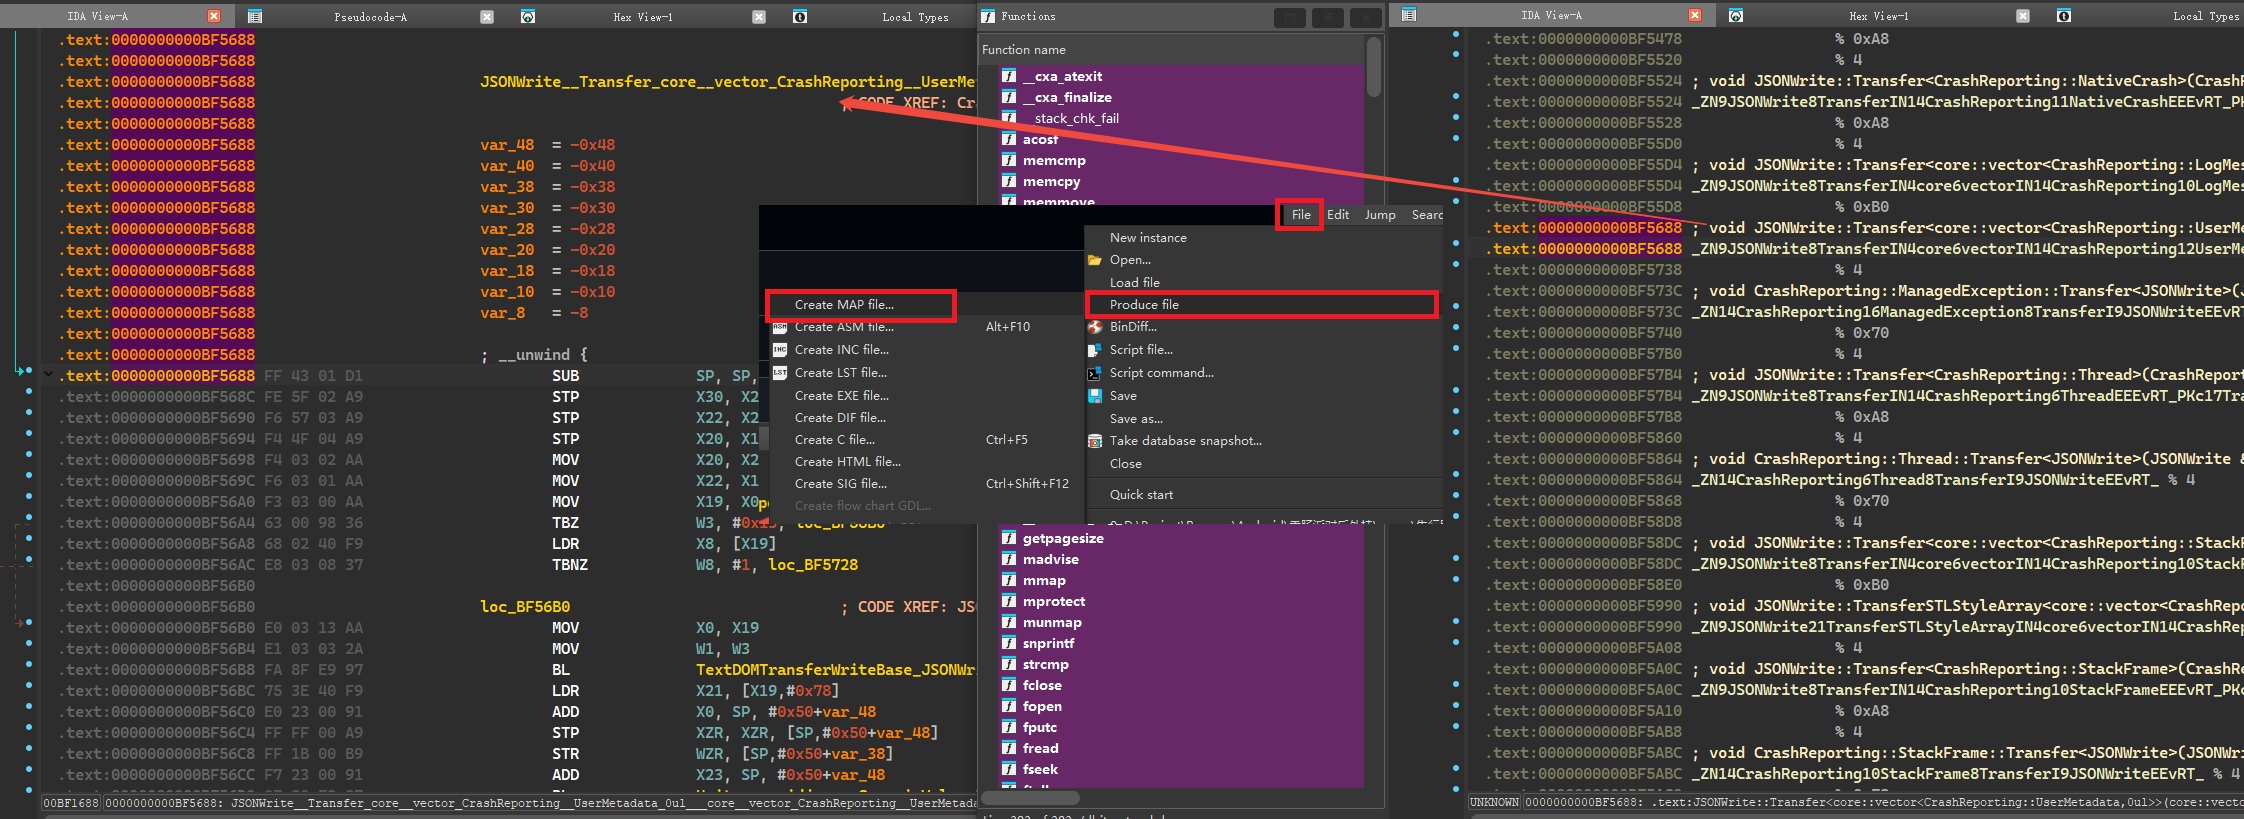 IDA View-A
Pseudocode-A
Hex View-1
Local Types
.text:0000000000BF5688
.text:0000000000BF5688
.text:0000000000BF5688 JSONWrite__Transfer_core__vector_CrashReporting__UserMe
.text:0000000000BF5688 ; CODE XREF: Cr
.text:0000000000BF5688
.text:0000000000BF5688 var_48 = -0x48
.text:0000000000BF5688 var_40 = -0x40
.text:0000000000BF5688 var_38 = -0x38
.text:0000000000BF5688 var_30 = -0x30
.text:0000000000BF5688 var_28 = -0x28
.text:0000000000BF5688 var_20 = -0x20
.text:0000000000BF5688 var_18 = -0x18
.text:0000000000BF5688 var_10 = -0x10
.text:0000000000BF5688 var_8 = -8
.text:0000000000BF5688
.text:0000000000BF5688 ; __unwind {
.text:0000000000BF5688 FF 43 01 D1 SUB SP, SP,
.text:0000000000BF568C FE 5F 02 A9 STP X30, X2
.text:0000000000BF5690 F6 57 03 A9 STP X22, X2
.text:0000000000BF5694 F4 4F 04 A9 STP X20, X1
.text:0000000000BF5698 F4 03 02 AA MOV X20, X2
.text:0000000000BF569C F6 03 01 AA MOV X22, X1
.text:0000000000BF56A0 F3 03 00 AA MOV X19, X0
.text:0000000000BF56A4 63 00 98 36 TBZ W3,
.text:0000000000BF56A8 68 02 40 F9 LDR X8, [X19]
.text:0000000000BF56AC E8 03 08 37 TBNZ W8, #1, loc_BF5728
.text:0000000000BF56B0
.text:0000000000BF56B0 loc_BF56B0 ; CODE XREF: JS
.text:0000000000BF56B0 E0 03 13 AA MOV X0, X19
.text:0000000000BF56B4 E1 03 03 2A MOV W1, W3
.text:0000000000BF56B8 FA 8F E9 97 BL TextDOMTransferWriteBase_JSONWr
.text:0000000000BF56BC 75 3E 40 F9 LDR X21, [X19,#0x78]
.text:0000000000BF56C0 E0 23 00 91 ADD X0, SP, #0x50+var_48
.text:0000000000BF56C4 FF FF 00 A9 STP XZR, XZR, [SP,#0x50+var_48]
.text:0000000000BF56C8 FF 1B 00 B9 STR WZR, [SP,#0x50+var_38]
.text:0000000000BF56CC F7 23 00 91 ADD X23, SP, #0x50+var_48
00BF1688 0000000000BF5688: JSONWrite__Transfer_core__vector_CrashReporting__UserMetadata_0ul___core__vector_CrashReporting__UserMetada
Functions
Function name
__cxa_atexit
__cxa_finalize
__stack_chk_fail
acosf
memcmp
memcpy
memmove
File Edit Jump Searc
New instance
Open...
Load file
Produce file
BinDiff...
Script file...
Script command...
Save
Save as...
Take database snapshot...
Close
Quick start
Create MAP file...
Create ASM file... Alt+F10
Create INC file...
Create LST file...
Create EXE file...
Create DIF file...
Create C file... Ctrl+F5
Create HTML file...
Create SIG file... Ctrl+Shift+F12
Create flow chart GDL...
getpagesize
madvise
mmap
mprotect
munmap
snprintf
strcmp
fclose
fopen
fputc
fread
fseek
IDA View-A
Hex View-1
Local Types
.text:0000000000BF5478 % 0xA8
.text:0000000000BF5520 % 4
.text:0000000000BF5524 ; void JSONWrite::Transfer<CrashReporting::NativeCrash>(CrashR
.text:0000000000BF5524 _ZN9JSONWrite8TransferIN14CrashReporting11NativeCrashEEEvRT_PK
.text:0000000000BF5528 % 0xA8
.text:0000000000BF55D0 % 4
.text:0000000000BF55D4 ; void JSONWrite::Transfer<core::vector<CrashReporting::LogMes
.text:0000000000BF55D4 _ZN9JSONWrite8TransferIN4core6vectorIN14CrashReporting10LogMes
.text:0000000000BF55D8 % 0xB0
.text:0000000000BF5688 ; void JSONWrite::Transfer<core::vector<CrashReporting::UserMe
.text:0000000000BF5688 _ZN9JSONWrite8TransferIN4core6vectorIN14CrashReporting12UserMe
.text:0000000000BF5738 % 4
.text:0000000000BF573C ; void CrashReporting::ManagedException::Transfer<JSONWrite>(J
.text:0000000000BF573C _ZN14CrashReporting16ManagedException8TransferI9JSONWriteEEvRT
.text:0000000000BF5740 % 0x70
.text:0000000000BF57B0 % 4
.text:0000000000BF57B4 ; void JSONWrite::Transfer<CrashReporting::Thread>(CrashReport
.text:0000000000BF57B4 _ZN9JSONWrite8TransferIN14CrashReporting6ThreadEEEvRT_PKc17Tra
.text:0000000000BF57B8 % 0xA8
.text:0000000000BF5860 % 4
.text:0000000000BF5864 ; void CrashReporting::Thread::Transfer<JSONWrite>(JSONWrite &
.text:0000000000BF5864 _ZN14CrashReporting6Thread8TransferI9JSONWriteEEvRT_ % 4
.text:0000000000BF5868 % 0x70
.text:0000000000BF58D8 % 4
.text:0000000000BF58DC ; void JSONWrite::Transfer<core::vector<CrashReporting::StackF
.text:0000000000BF58DC _ZN9JSONWrite8TransferIN4core6vectorIN14CrashReporting10StackF
.text:0000000000BF58E0 % 0xB0
.text:0000000000BF5990 ; void JSONWrite::TransferSTLStyleArray<core::vector<CrashRepo
.text:0000000000BF5990 _ZN9JSONWrite21TransferSTLStyleArrayIN4core6vectorIN14CrashRep
.text:0000000000BF5A08 % 4
.text:0000000000BF5A0C ; void JSONWrite::Transfer<CrashReporting::StackFrame>(CrashRe
.text:0000000000BF5A0C _ZN9JSONWrite8TransferIN14CrashReporting10StackFrameEEEvRT_PKc
.text:0000000000BF5A10 % 0xA8
.text:0000000000BF5AB8 % 4
.text:0000000000BF5ABC ; void CrashReporting::StackFrame::Transfer<JSONWrite>(JSONWri
.text:0000000000BF5ABC _ZN14CrashReporting10StackFrame8TransferI9JSONWriteEEvRT_ % 4
UNKNOWN 0000000000BF5688: .text:JSONWrite::Transfer<core::vector<CrashReporting::UserMetadata,0ul>>(core::vecto